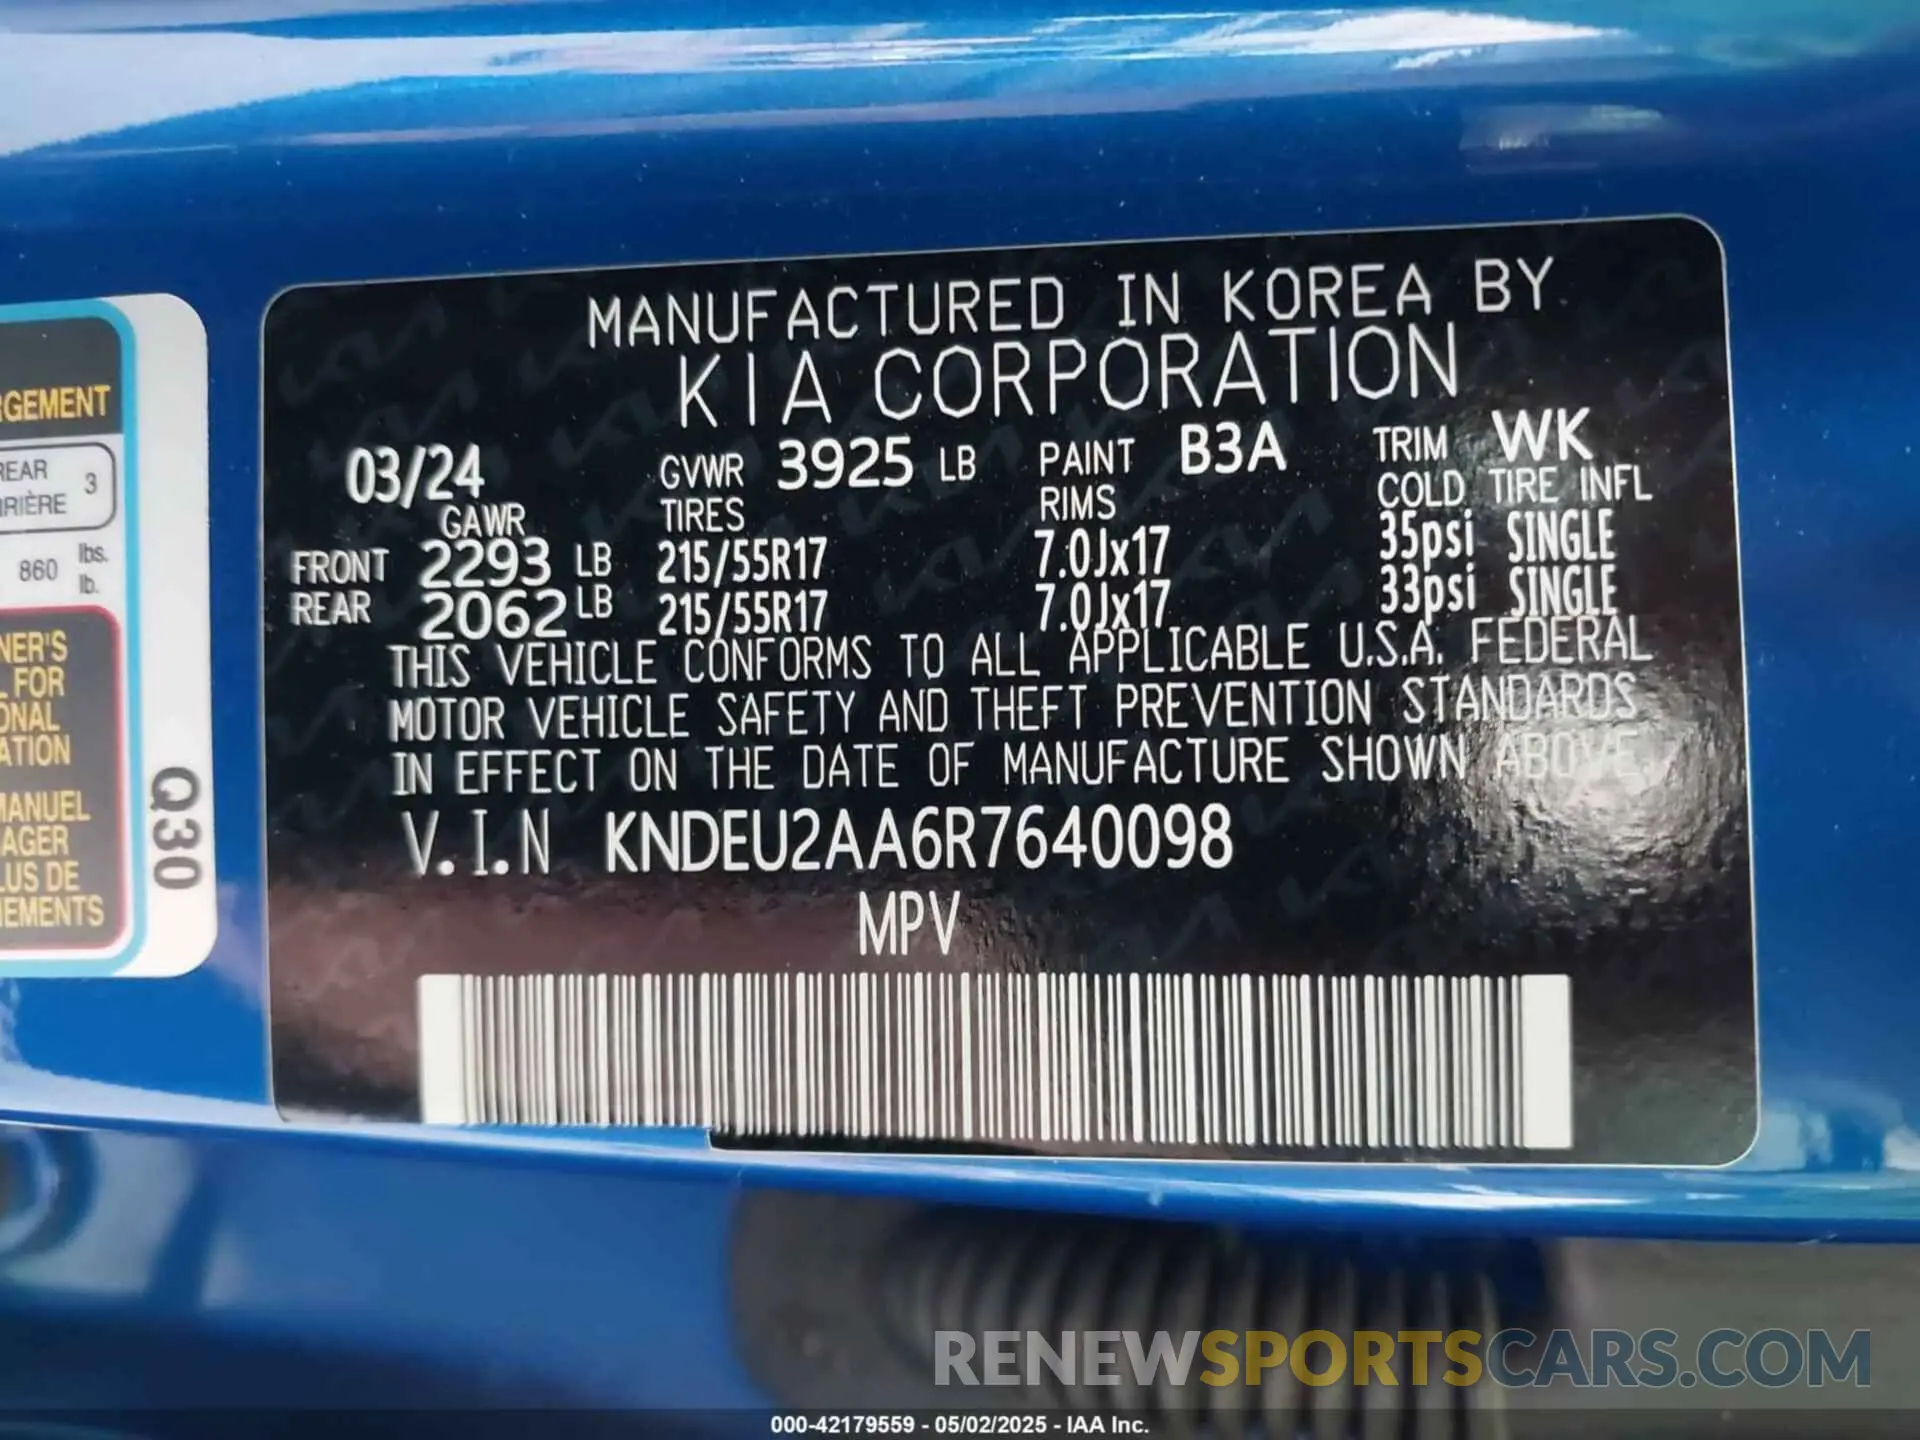 MANUFACTURED IN KOREA BY
KIA CORPORATION
03/24 GVWR 3925 LB PAINT B3A TRIM WK
GAWR TIRES RIMS COLD TIRE INFL
FRONT 2293 LB 215/55R17 7.0Jx17 35psi SINGLE
REAR 2062 LB 215/55R17 7.0Jx17 33psi SINGLE
THIS VEHICLE CONFORMS TO ALL APPLICABLE U.S.A. FEDERAL
MOTOR VEHICLE SAFETY AND THEFT PREVENTION STANDARDS
IN EFFECT ON THE DATE OF MANUFACTURE SHOWN ABOVE.
V.I.N KNDEU2AA6R7640098
MPV
RGEMENT
REAR
RRIÈRE 3
860 lbs.
lb.
NER'S
L FOR
ONAL
ATION
MANUEL
AGER
LUS DE
NEMENTS
Q30
RENEWSPORTSCARS.COM
000-42179559 - 05/02/2025 - IAA Inc.